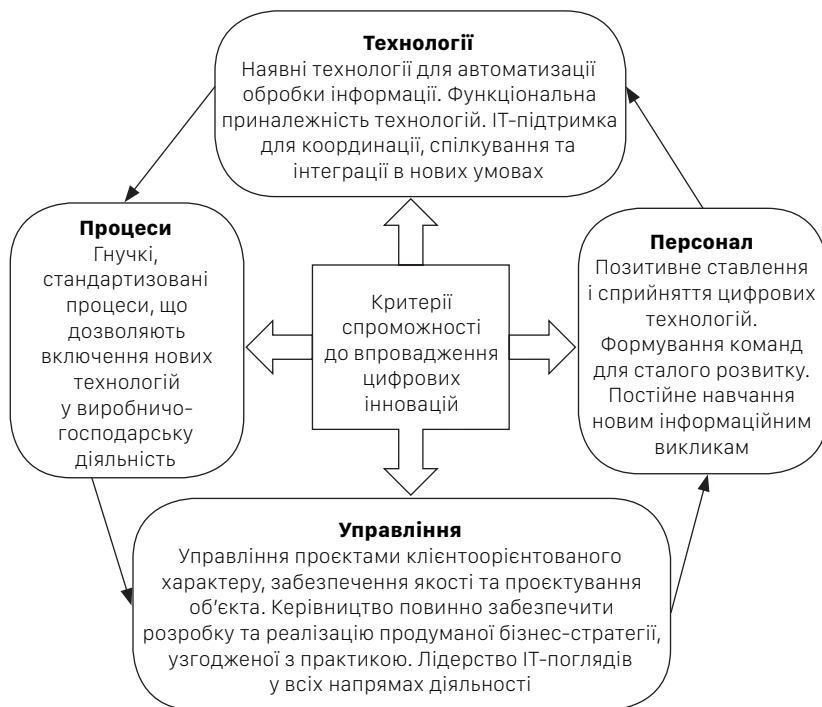 Технології
Наявні технології для автоматизації
обробки інформації. Функціональна
приналежність технологій. ІТ-підтримка
для координації, спілкування та
інтеграції в нових умовах
Процеси
Гнучкі,
стандартизовані
процеси, що
дозволяють
включення нових
технологій
у виробничо-
господарську
діяльність
Критерії
спроможності
до впровадження
цифрових
інновацій
Персонал
Позитивне ставлення
і сприйняття цифрових
технологій.
Формування команд
для сталого розвитку.
Постійне навчання
новим інформаційним
викликам
Управління
Управління проєктами клієнтоорієнтованого
характеру, забезпечення якості та проєктування
об'єкта. Керівництво повинно забезпечити
розробку та реалізацію продуманої бізнес-стратегії,
узгодженої з практикою. Лідерство ІТ-поглядів
у всіх напрямах діяльності